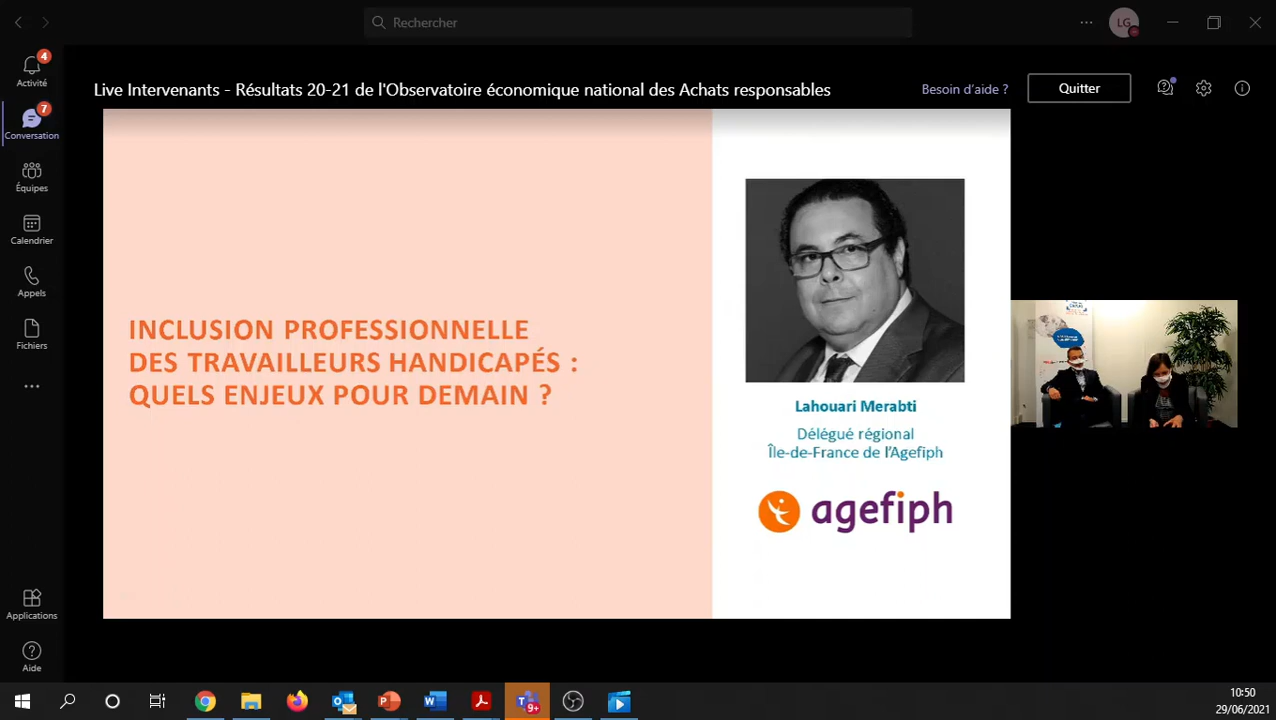 Rechercher
LG
4
Activité
7
Conversation
Équipes
Calendrier
Appels
Fichiers
Applications
Aide
Live Intervenants - Résultats 20-21 de l'Observatoire économique national des Achats responsables
Besoin d'aide ?
Quitter
INCLUSION PROFESSIONNELLE
DES TRAVAILLEURS HANDICAPÉS :
QUELS ENJEUX POUR DEMAIN ?
Lahouari Merabti
Délégué régional
Île-de-France de l'Agefiph
agefiph
9+
10:50
29/06/2021